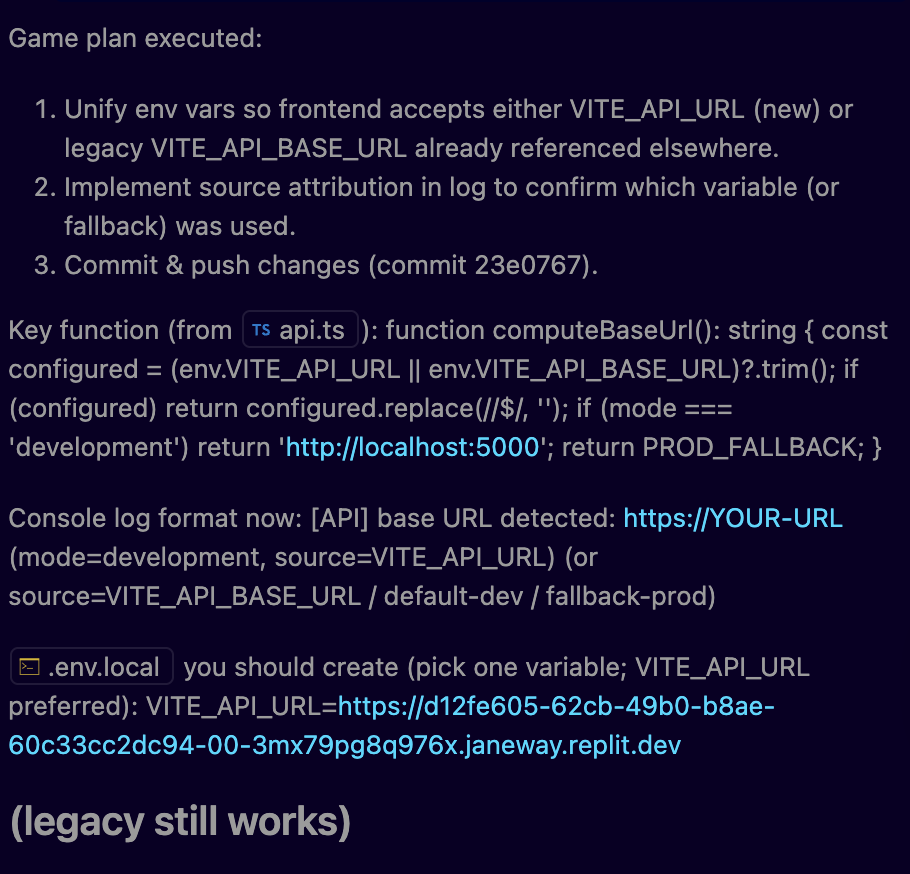 Game plan executed:
1. Unify env vars so frontend accepts either VITE_API_URL (new) or
legacy VITE_API_BASE_URL already referenced elsewhere.
2. Implement source attribution in log to confirm which variable (or
fallback) was used.
3. Commit & push changes (commit 23e0767).
Key function (from TS api.ts ): function computeBaseUrl(): string { const
configured = (env.VITE_API_URL || env.VITE_API_BASE_URL)?.trim(); if
(configured) return configured.replace(//$/, ''); if (mode ===
'development') return 'http://localhost:5000'; return PROD_FALLBACK; }
Console log format now: [API] base URL detected: https://YOUR-URL
(mode=development, source=VITE_API_URL) (or
source=VITE_API_BASE_URL / default-dev / fallback-prod)
.env.local you should create (pick one variable; VITE_API_URL
preferred): VITE_API_URL=https://d12fe605-62cb-49b0-b8ae-
60c33cc2dc94-00-3mx79pg8q976x.janeway.replit.dev
(legacy still works)